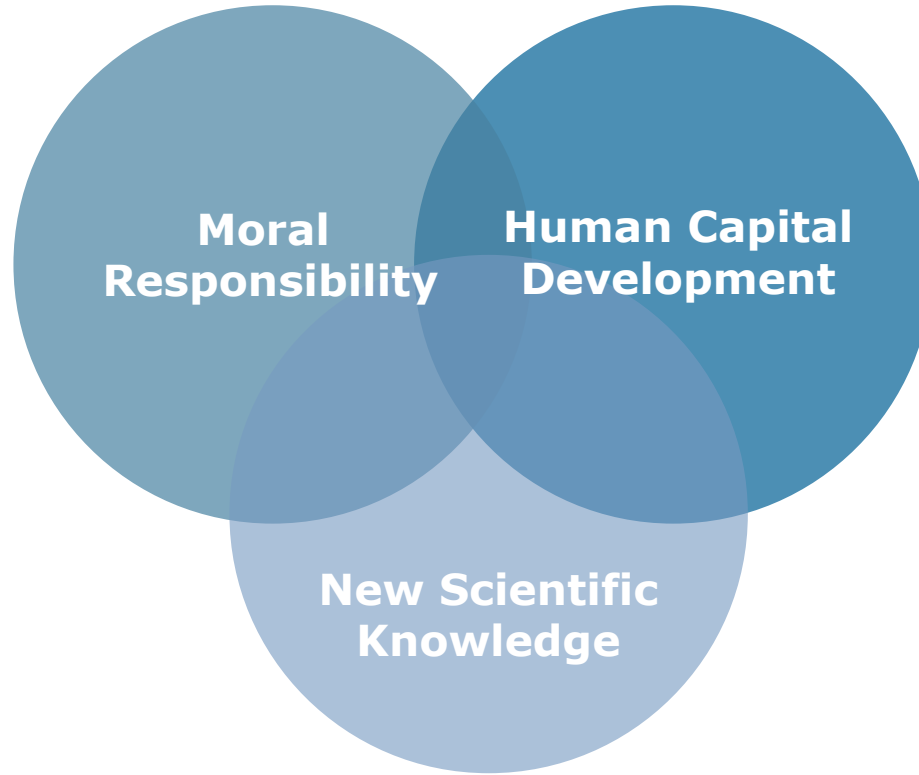 Moral
Responsibility
Human Capital
Development
New Scientific
Knowledge